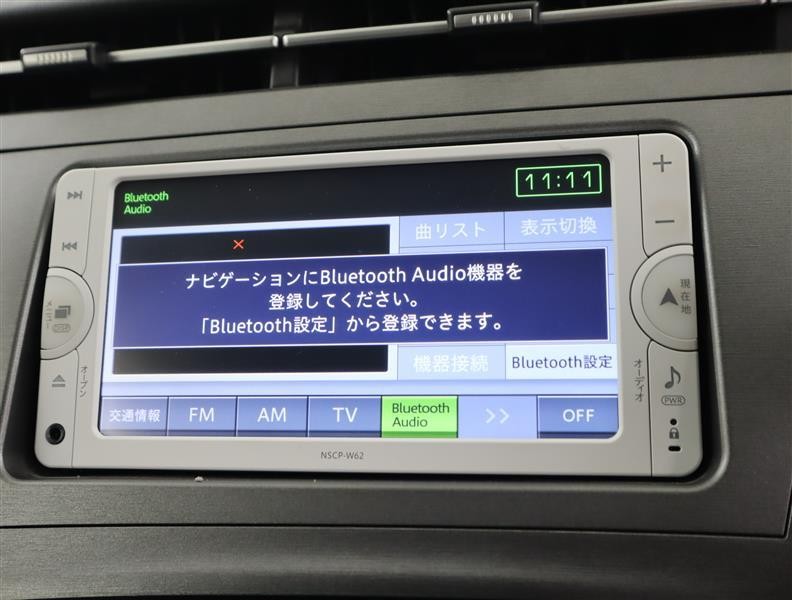 Bluetooth
Audio
11:11
曲リスト
表示切換
ナビゲーションにBluetooth Audio機器を
登録してください。
「Bluetooth設定」から登録できます。
機器接続
Bluetooth設定
交通情報
FM
AM
TV
Bluetooth
Audio
>>
OFF
メニュー
DISP
オープン
現在地
オーディオ
PWR
NSCP-W62